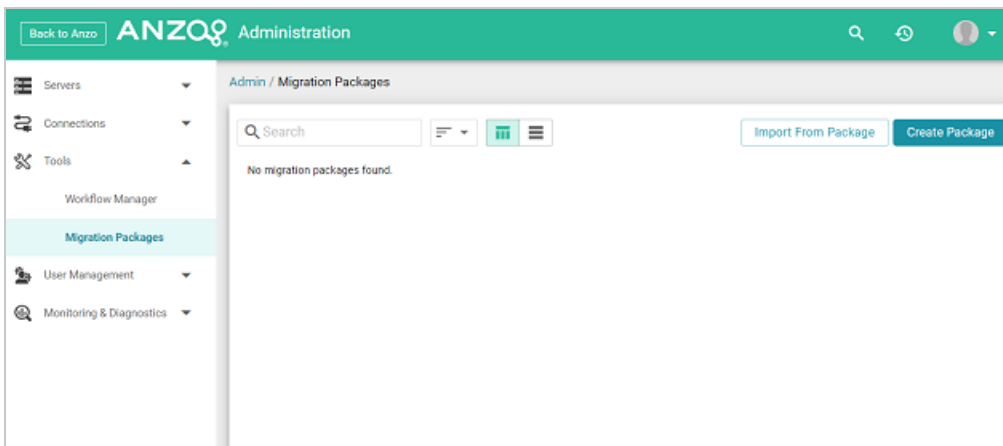 Back to Anzo ANZO Administration
Servers
Connections
Tools
Workflow Manager
Migration Packages
User Management
Monitoring & Diagnostics
Admin / Migration Packages
Search
Import From Package
Create Package
No migration packages found.